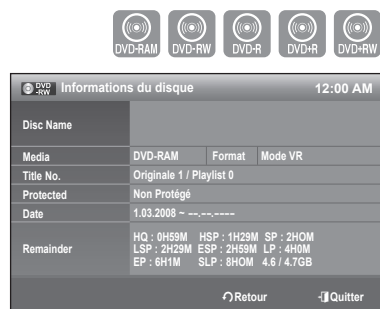 DVD-RAM DVD-RW DVD-R DVD+R DVD+RW
DVD -RW Informations du disque 12:00 AM
Disc Name
Media DVD-RAM Format Mode VR
Title No. Originale 1 / Playlist 0
Protected Non Protégé
Date 1.03.2008 ~ --.--.----
HQ : 0H59M HSP : 1H29M SP : 2HOM
Remainder LSP : 2H29M ESP : 2H59M LP : 4H0M
EP : 6H1M SLP : 8HOM 4.6 / 4.7GB
Retour Quitter